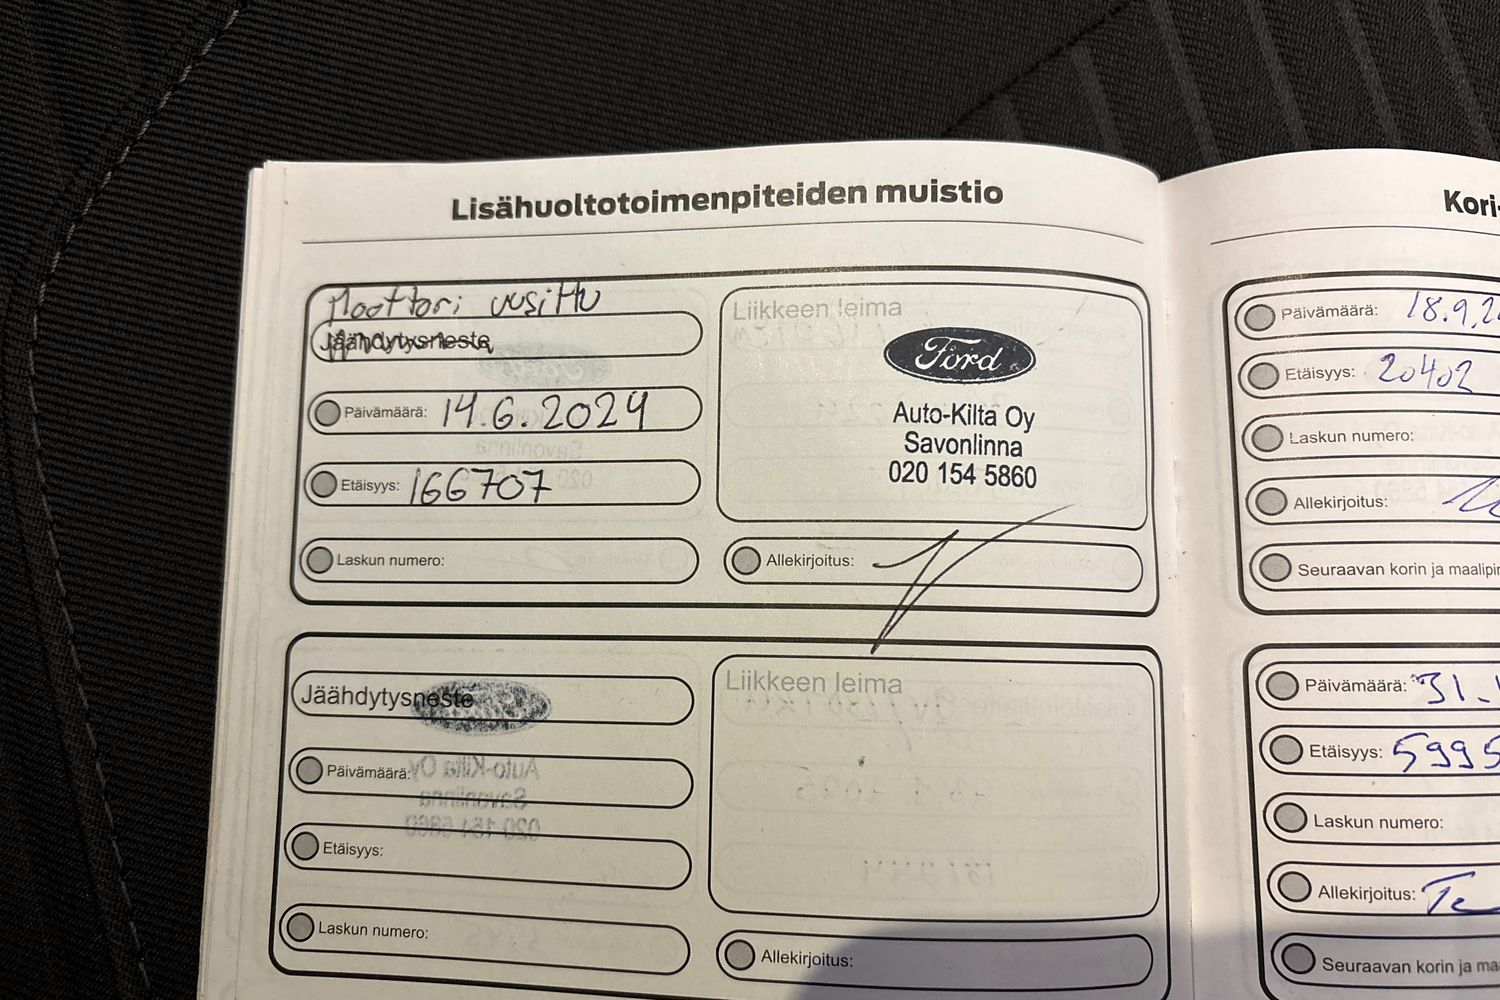 Lisähuoltotoimenpiteiden muistio
Moottori uusittu
Jäähdytysneste
Päivämäärä: 14.6.2024
Etäisyys: 166707
Laskun numero:
Liikkeen leima
Ford
Auto-Kilta Oy
Savonlinna
020 154 5860
Allekirjoitus:
Jäähdytysneste
Päivämäärä:
Etäisyys:
Laskun numero:
Liikkeen leima
Allekirjoitus:
Kori-
Päivämäärä: 18.9.2
Etäisyys: 20402
Laskun numero:
Allekirjoitus:
Seuraavan korin ja maalipin
Päivämäärä: 31.
Etäisyys: 5995
Laskun numero:
Allekirjoitus:
Seuraavan korin ja maa